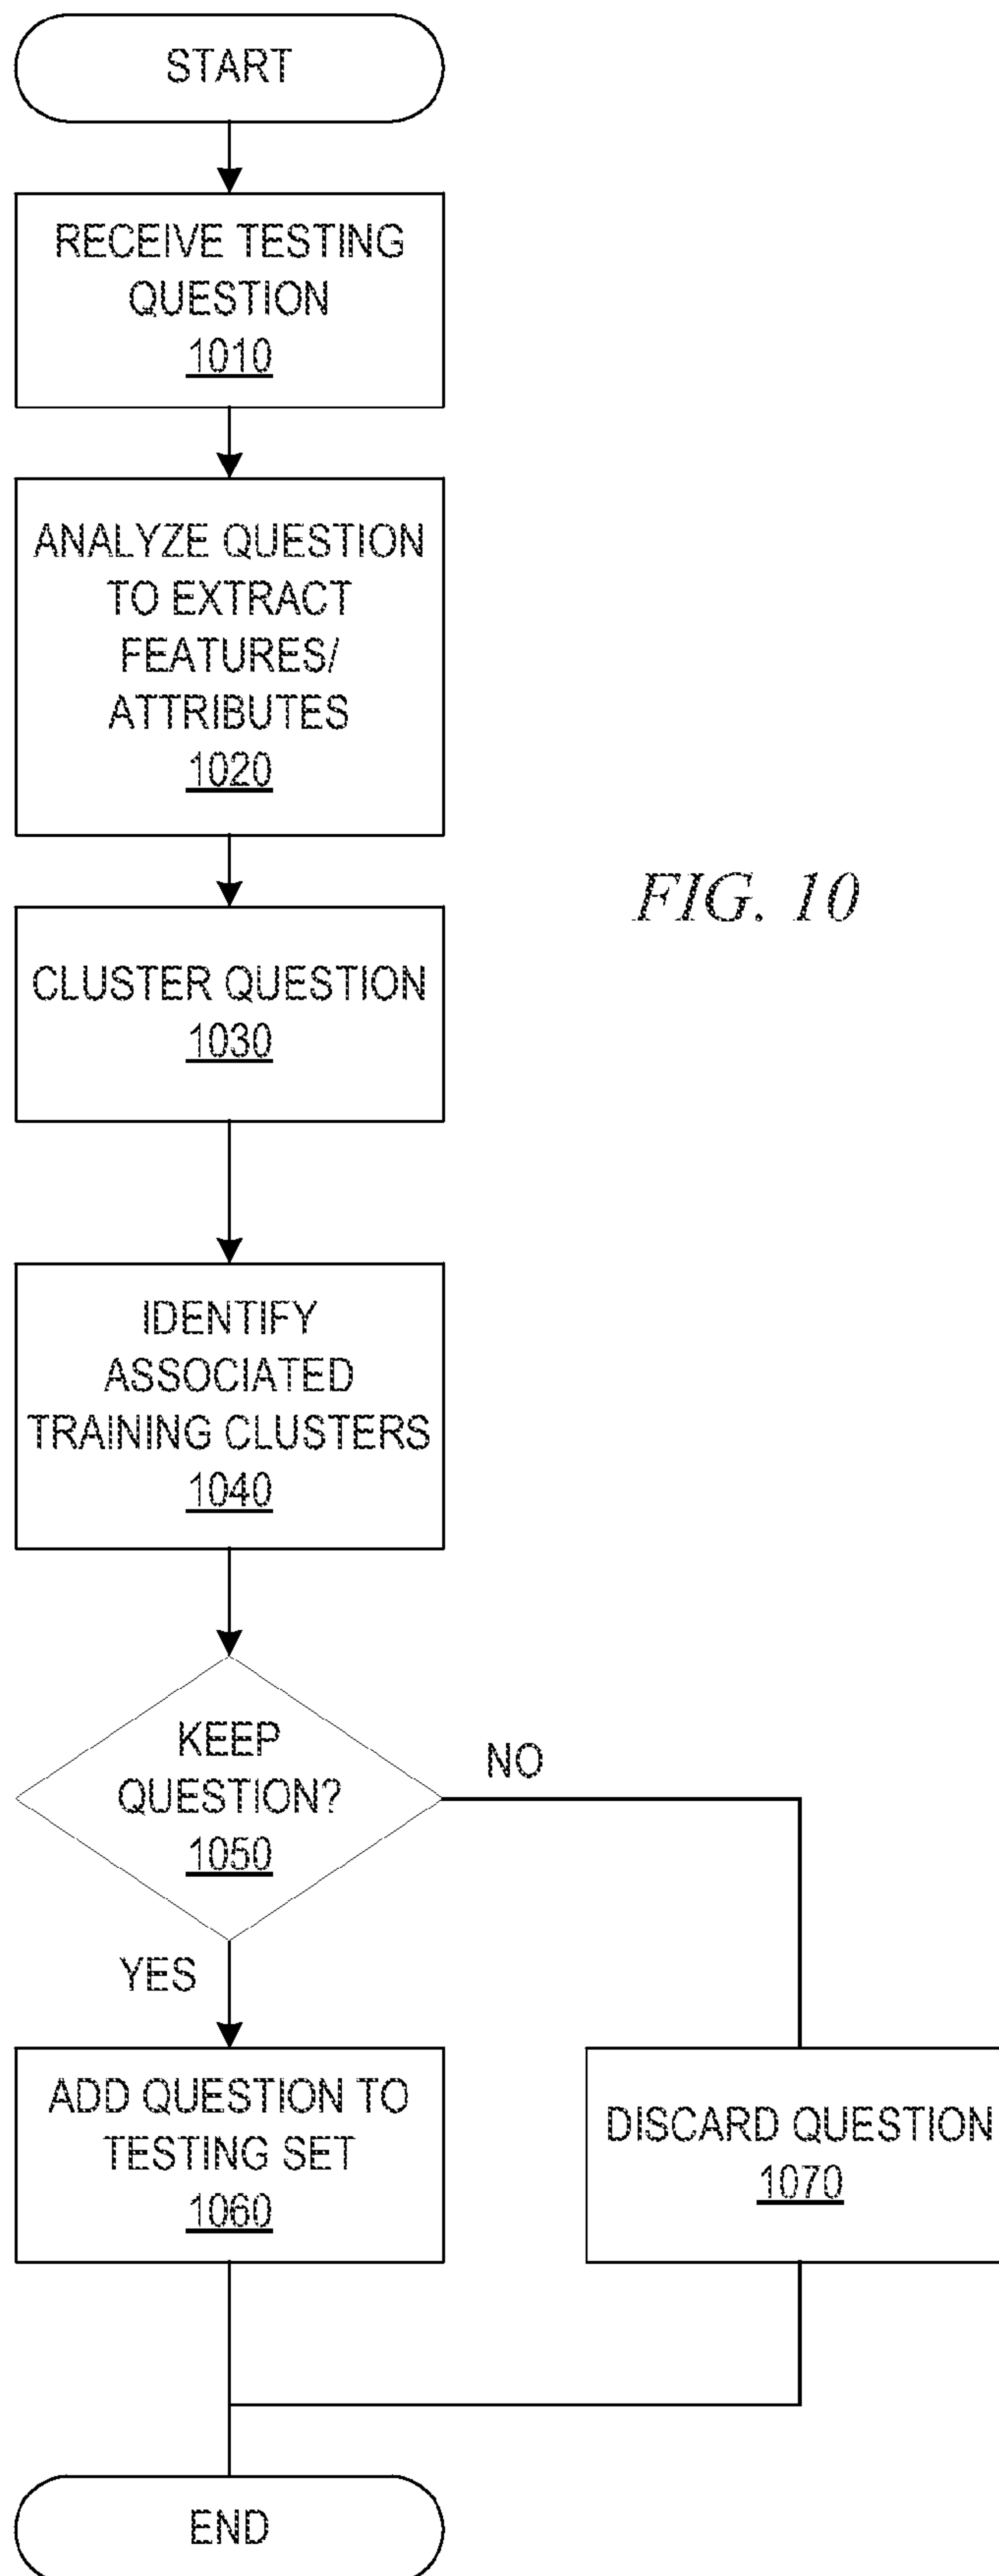 START
RECEIVE TESTING
QUESTION
1010
ANALYZE QUESTION
TO EXTRACT
FEATURES/
ATTRIBUTES
1020
FIG. 10
CLUSTER QUESTION
1030
IDENTIFY
ASSOCIATED
TRAINING CLUSTERS
1040
KEEP
QUESTION?
1050
NO
YES
ADD QUESTION TO
TESTING SET
1060
DISCARD QUESTION
1070
END